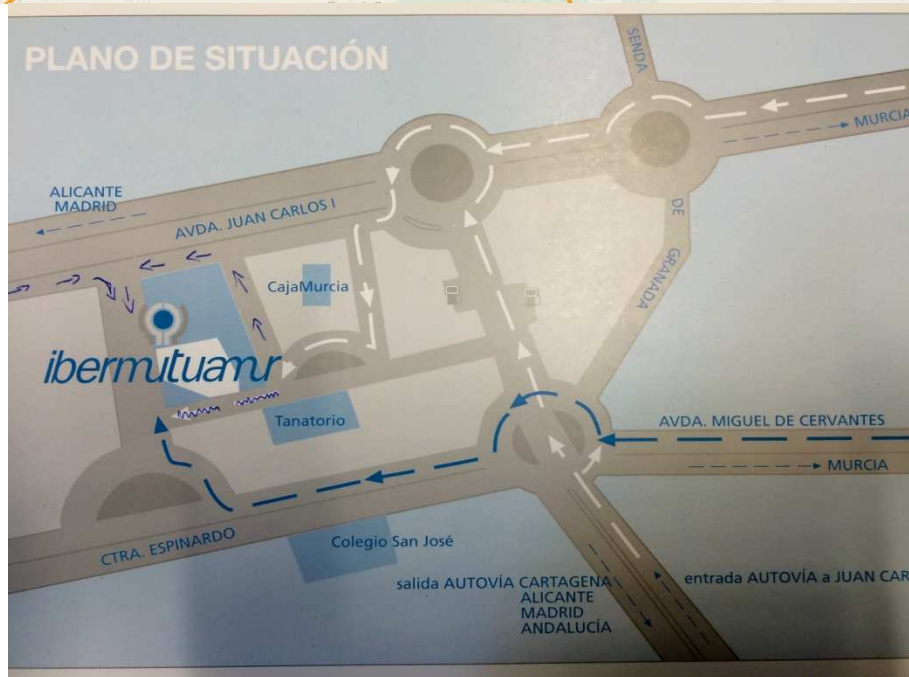 PLANO DE SITUACIÓN
SENDA
MURCIA
ALICANTE
MADRID
AVDA. JUAN CARLOS I
DE
GRANADA
CajaMurcia
ibermutuamur
Tanatorio
AVDA. MIGUEL DE CERVANTES
MURCIA
CTRA. ESPINARDO
Colegio San José
salida AUTOVÍA CARTAGENA
ALICANTE
MADRID
ANDALUCÍA
entrada AUTOVÍA a JUAN CAR